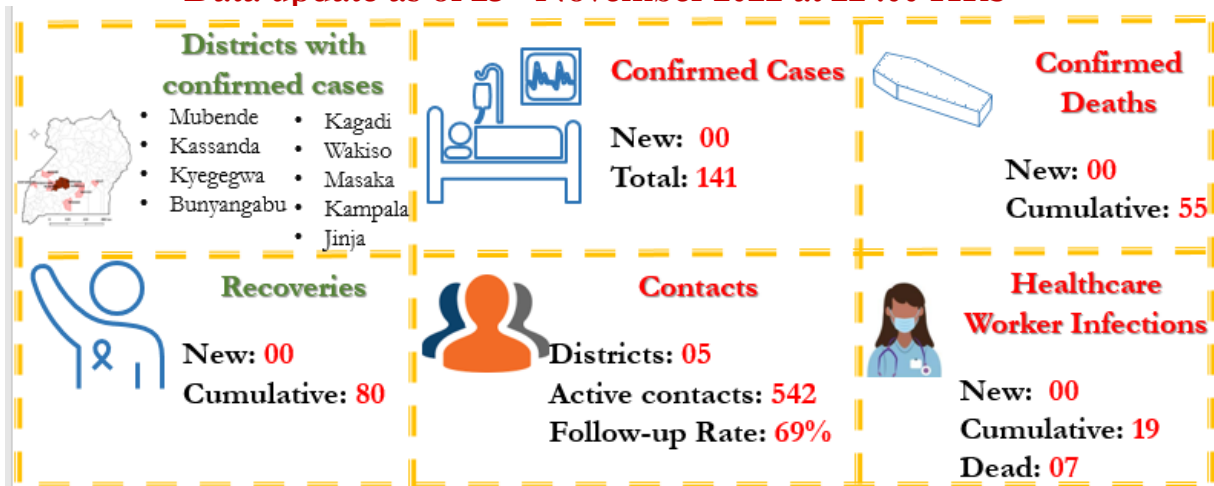 Districts with
confirmed cases
• Mubende
• Kassanda
• Kyegegwa
• Bunyangabu
• Kagadi
• Wakiso
• Masaka
• Kampala
• Jinja
Confirmed Cases
New: 00
Total: 141
Confirmed
Deaths
New: 00
Cumulative: 55
Recoveries
New: 00
Cumulative: 80
Contacts
Districts: 05
Active contacts: 542
Follow-up Rate: 69%
Healthcare
Worker Infections
New: 00
Cumulative: 19
Dead: 07